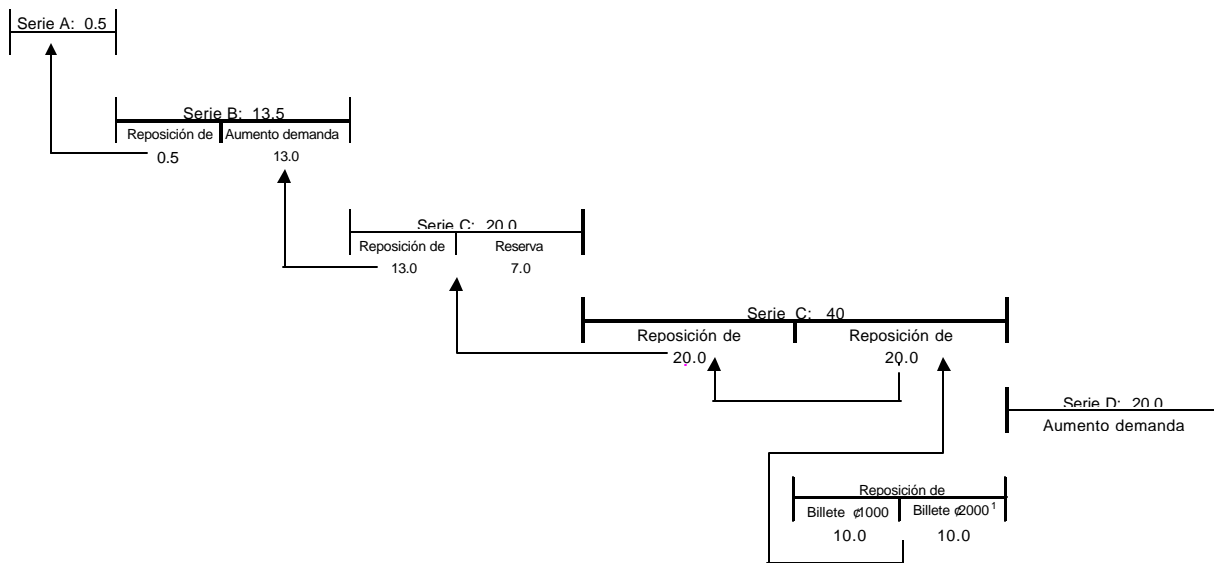 Serie A: 0.5
Serie B: 13.5
Reposición de Aumento demanda
0.5 13.0
Serie C: 20.0
Reposición de Reserva
13.0 7.0
Serie C: 40
Reposición de Reposición de
20.0 20.0
Serie D: 20.0
Aumento demanda
Reposición de
Billete ¢1000 Billete ¢2000 1
10.0 10.0